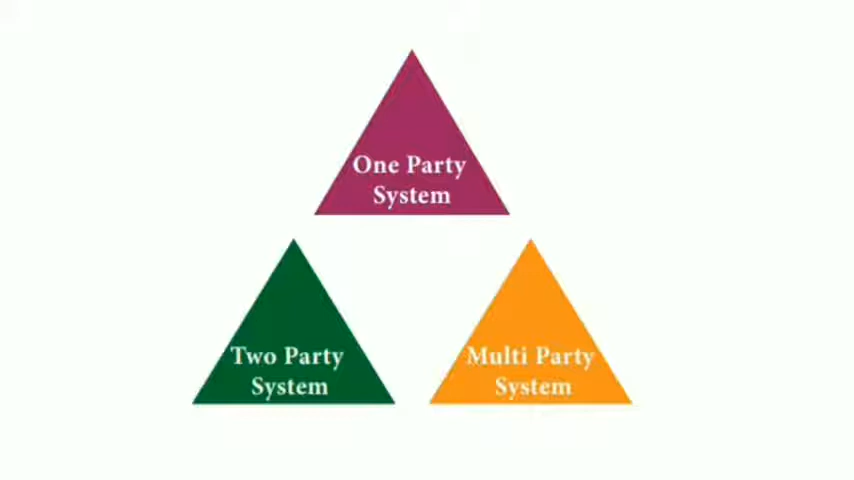 One Party
System
Two Party
System
Multi Party
System